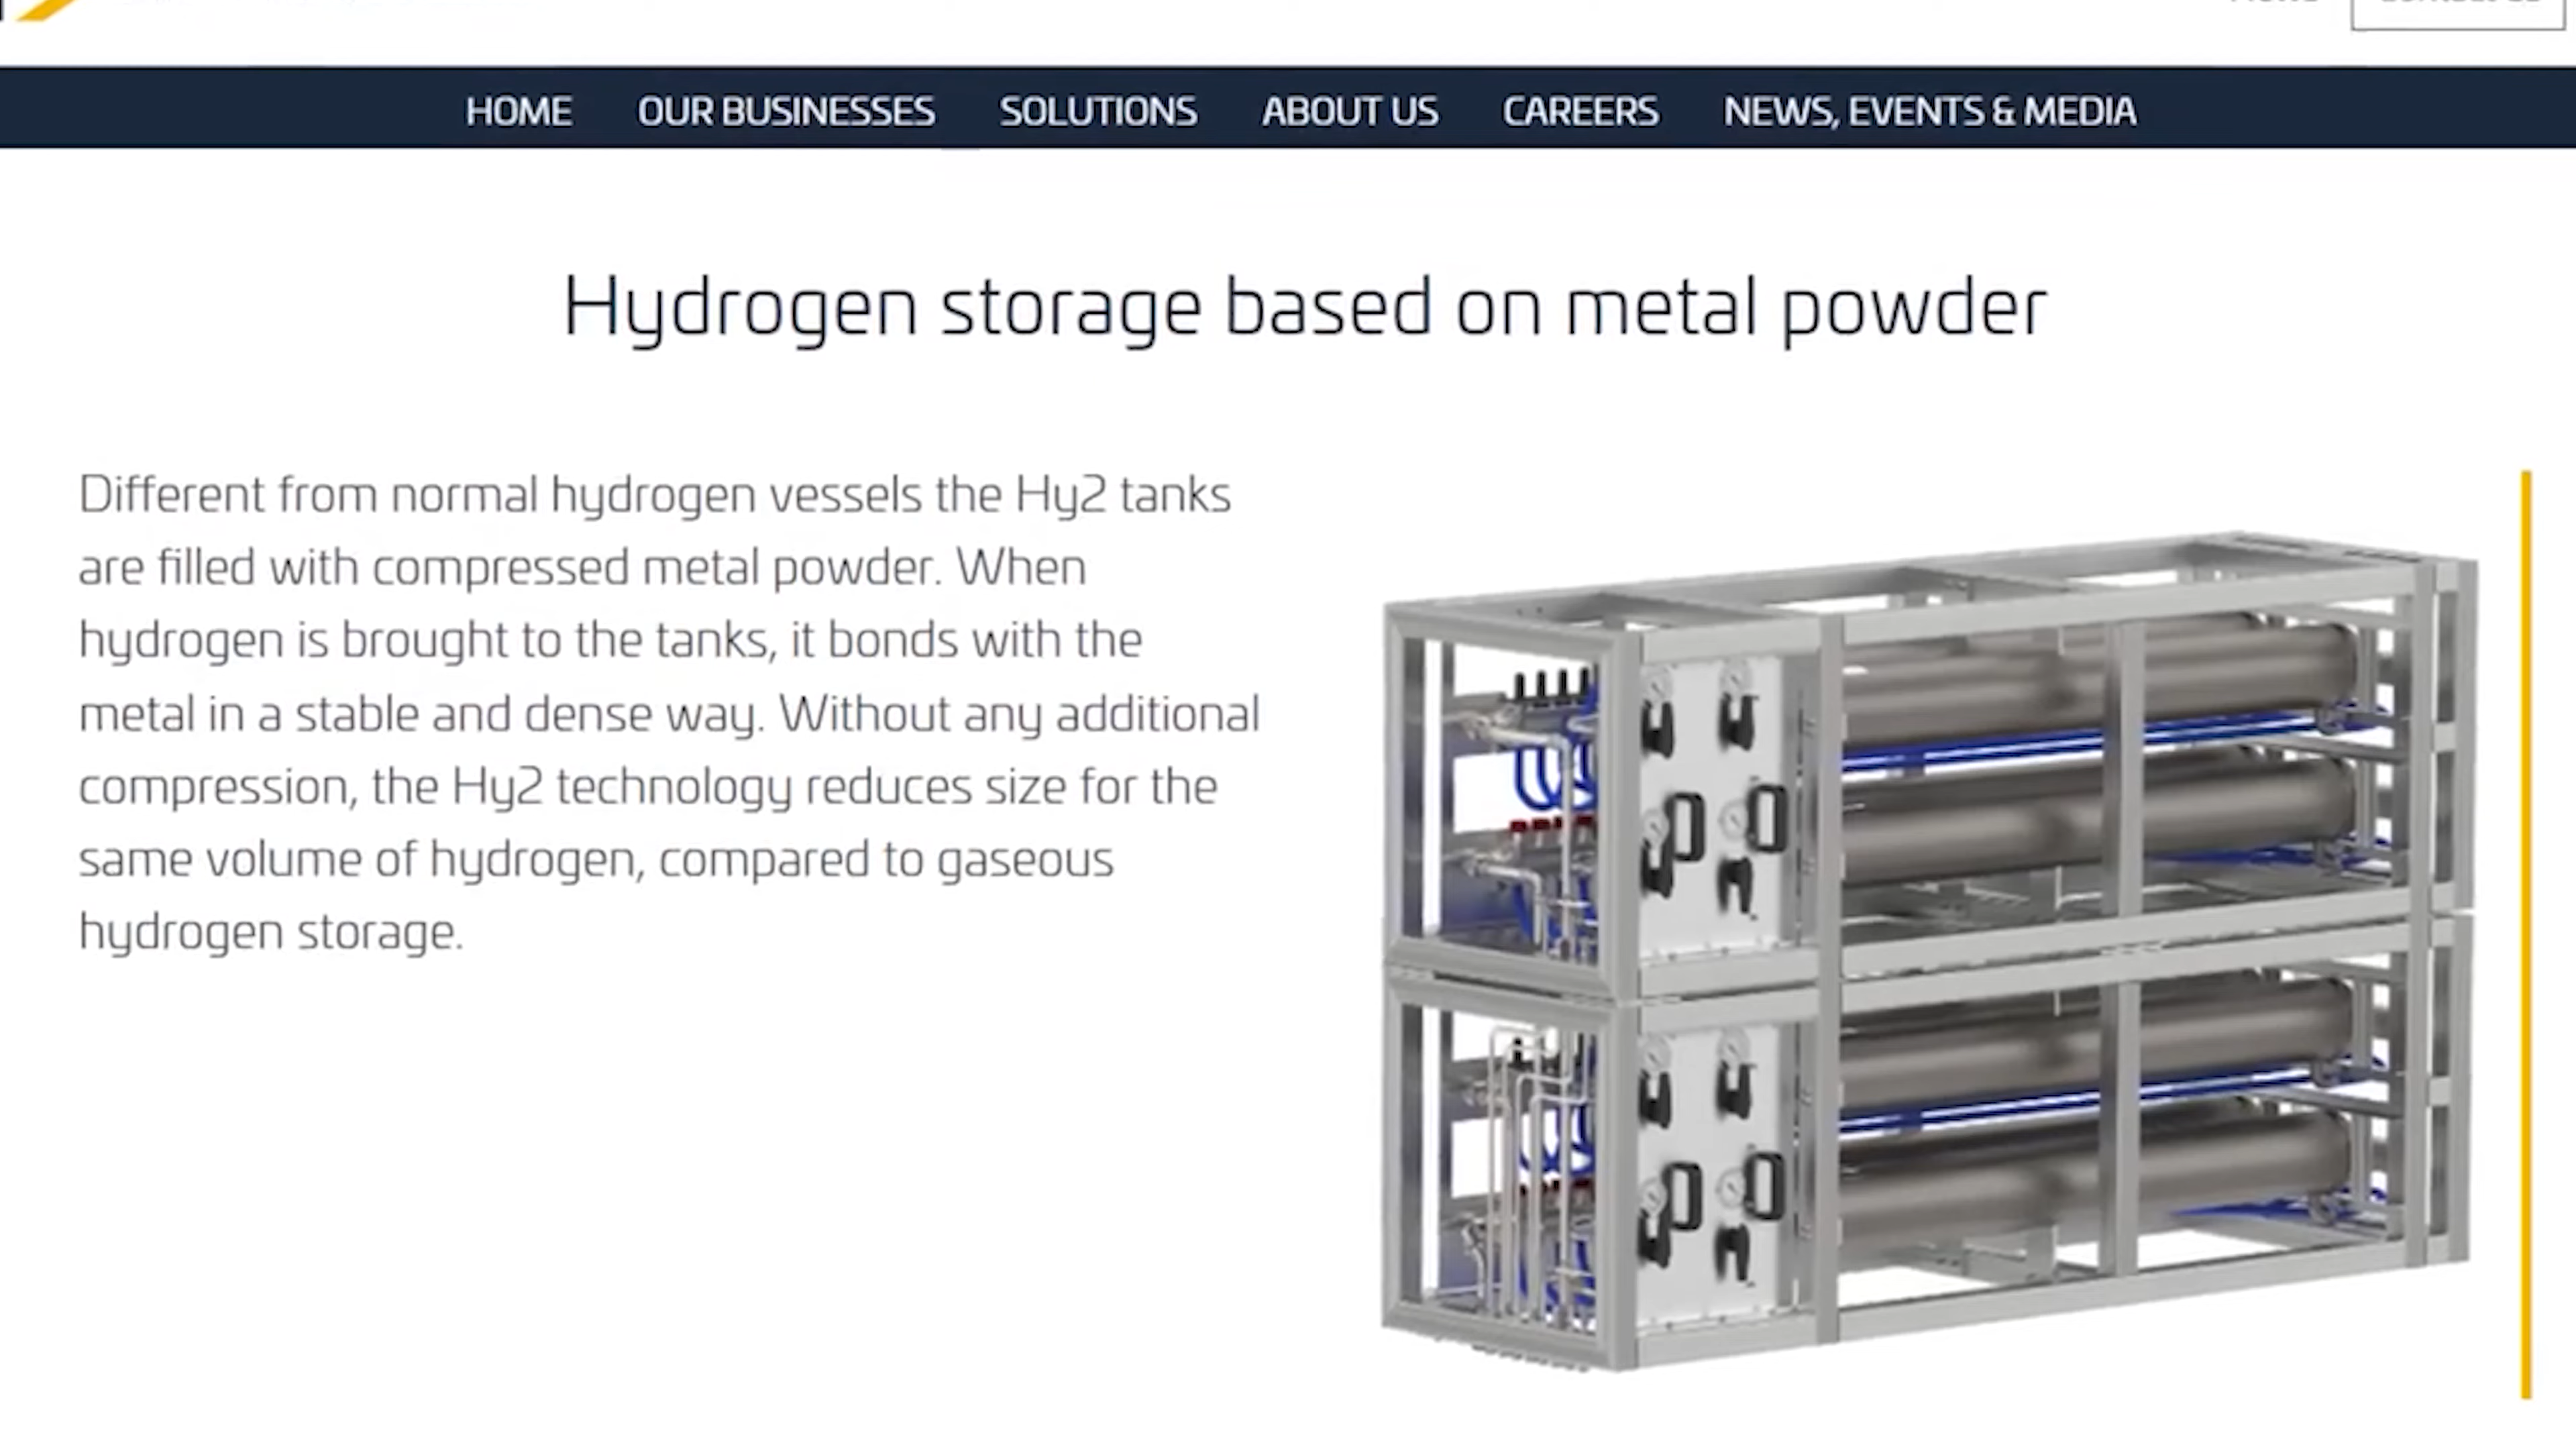 HOME OUR BUSINESSES SOLUTIONS ABOUT US CAREERS NEWS, EVENTS & MEDIA
Hydrogen storage based on metal powder
Different from normal hydrogen vessels the Hy2 tanks
are filled with compressed metal powder. When
hydrogen is brought to the tanks, it bonds with the
metal in a stable and dense way. Without any additional
compression, the Hy2 technology reduces size for the
same volume of hydrogen, compared to gaseous
hydrogen storage.